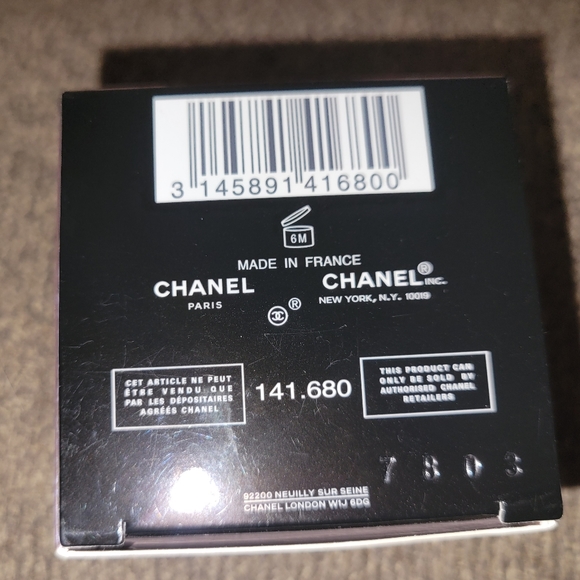 3 145891 416800
6M
MADE IN FRANCE
CHANEL
PARIS
CHANEL® INC.
NEW YORK, N.Y. 10019
®
CET ARTICLE NE PEUT
ÊTRE VENDU QUE
PAR LES DÉPOSITAIRES
AGRÉÉS CHANEL
141.680
THIS PRODUCT CAN
ONLY BE SOLD BY
AUTHORISED CHANEL
RETAILERS
7803
92200 NEUILLY SUR SEINE
CHANEL LONDON W1J 6DG